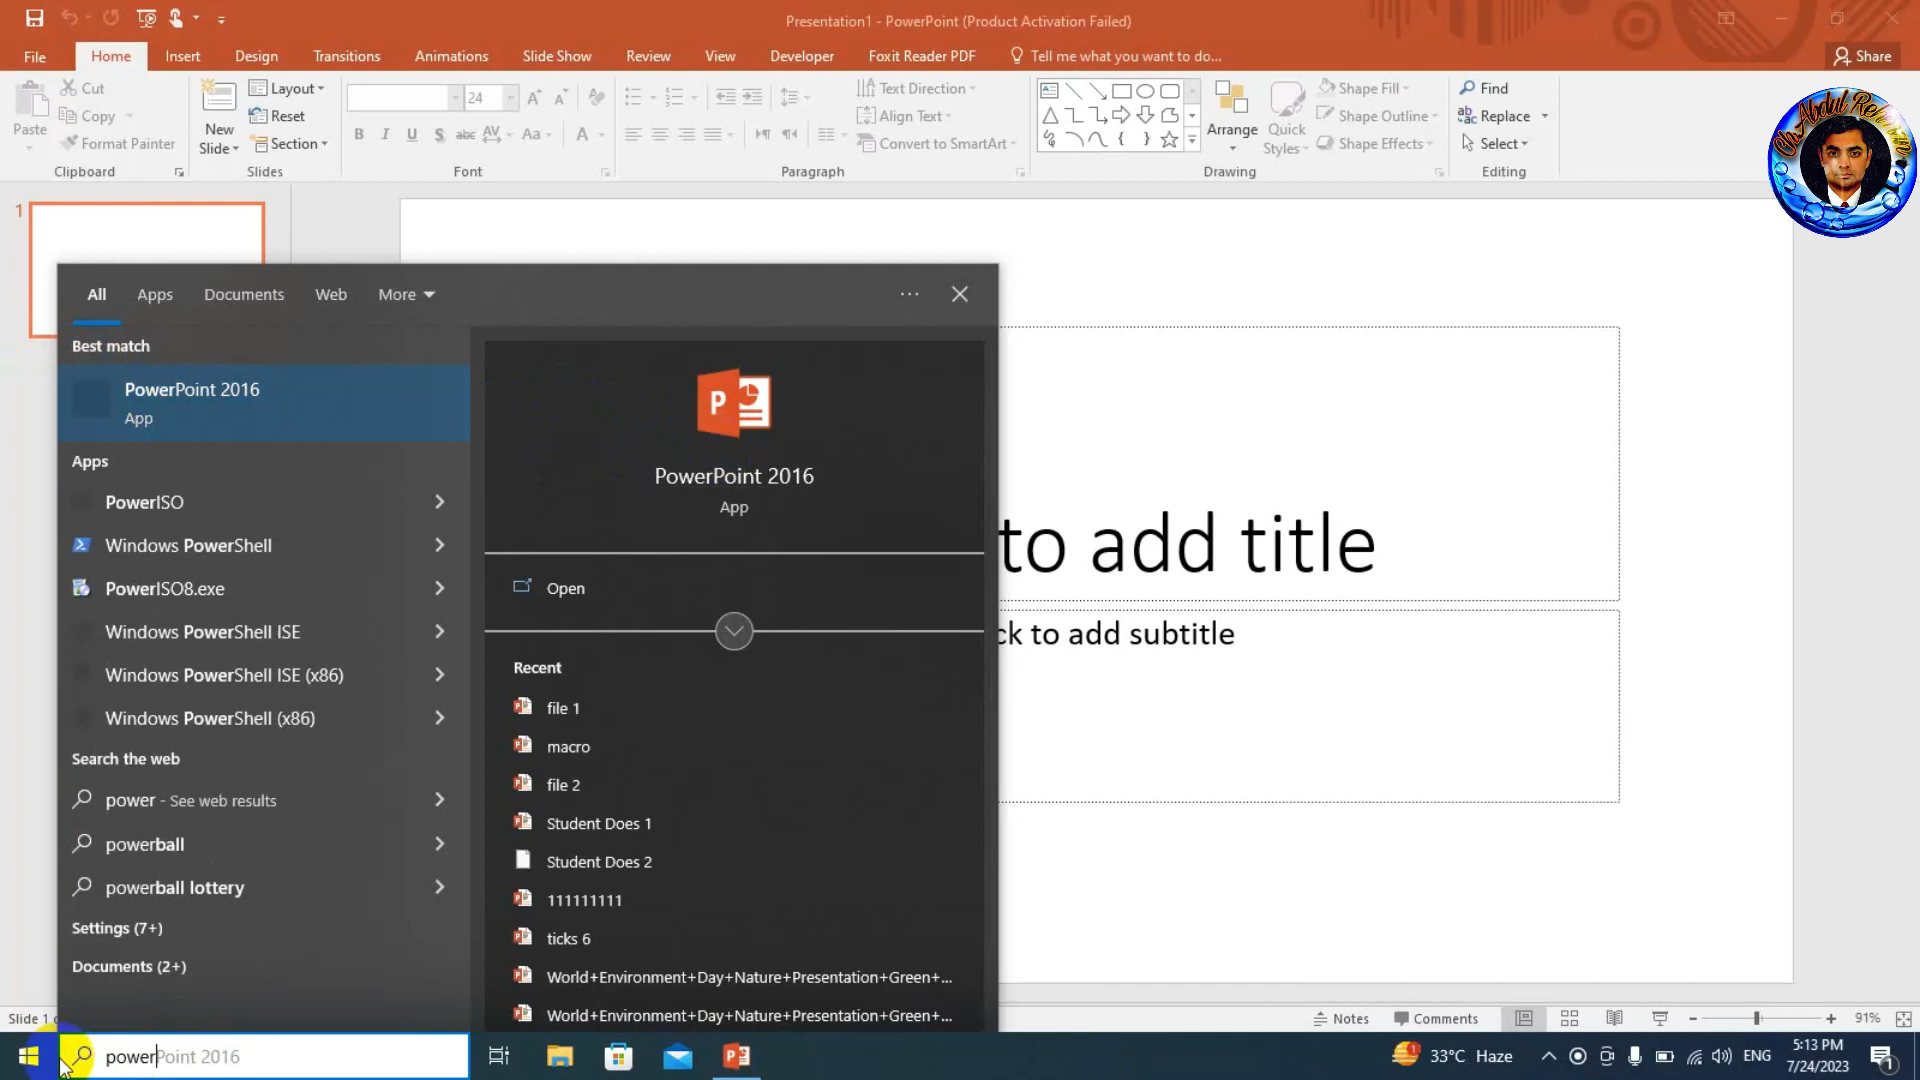 Presentation1 - PowerPoint (Product Activation Failed)
File Home Insert Design Transitions Animations Slide Show Review View Developer Foxit Reader PDF Tell me what you want to do... Share
Paste Cut Copy Format Painter
Clipboard
New Slide Layout Reset Section
Slides
24
B I U S abc AV Aa A
Font
Text Direction
Align Text
Convert to SmartArt
Paragraph
Arrange
Quick Styles
Shape Fill
Shape Outline
Shape Effects
Drawing
Find
Replace
Select
Editing
Ch Abdul Rehman
1
All Apps Documents Web More
Best match
PowerPoint 2016
App
Apps
PowerISO
Windows PowerShell
PowerISO8.exe
Windows PowerShell ISE
Windows PowerShell ISE (x86)
Windows PowerShell (x86)
Search the web
power - See web results
powerball
powerball lottery
Settings (7+)
Documents (2+)
PowerPoint 2016
App
Open
Recent
file 1
macro
file 2
Student Does 1
Student Does 2
111111111
ticks 6
World+Environment+Day+Nature+Presentation+Green+...
World+Environment+Day+Nature+Presentation+Green+...
to add title
ck to add subtitle
Slide 1 Notes Comments 91%
powerPoint 2016
33°C Haze ENG 5:13 PM
7/24/2023
1